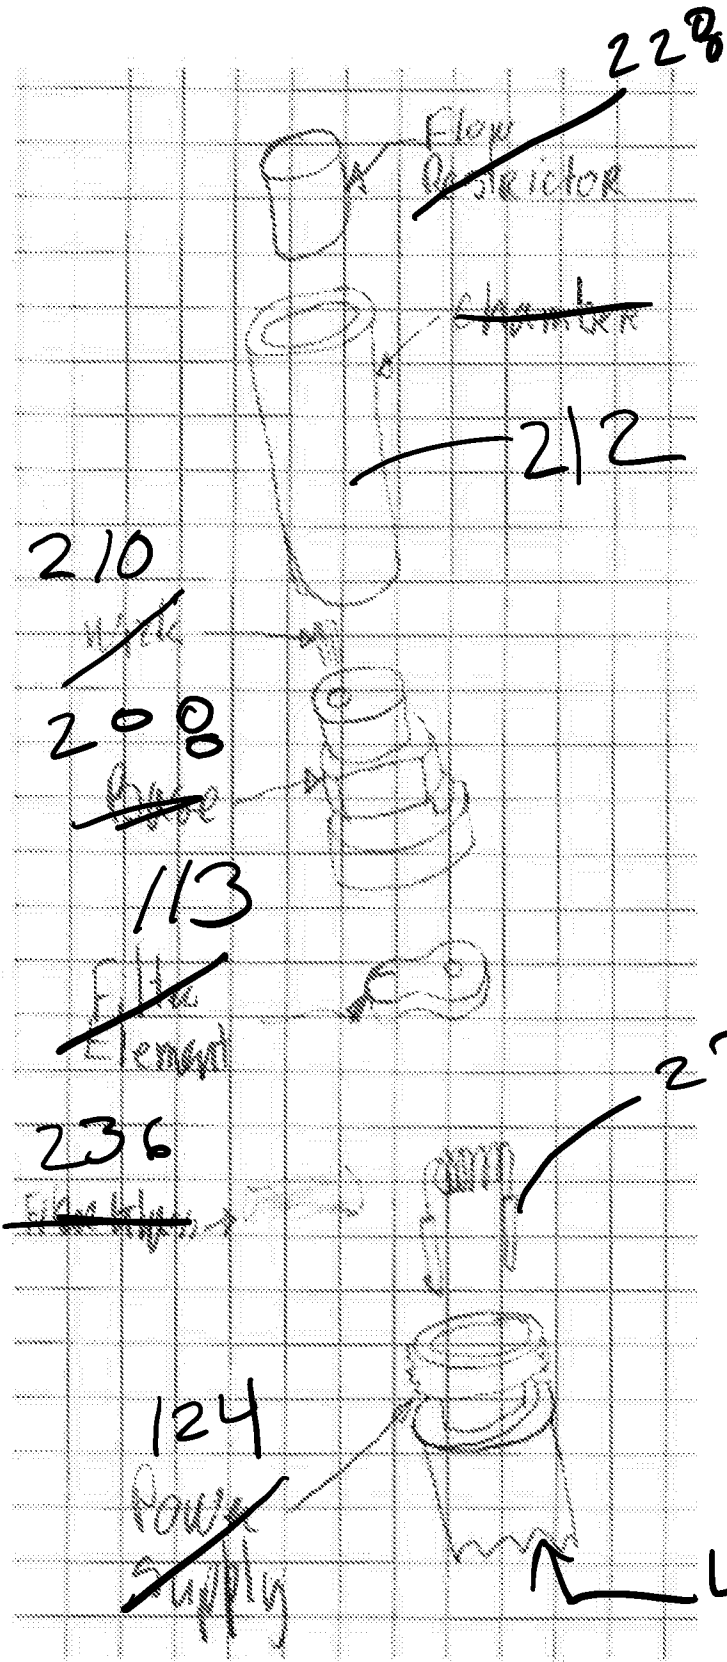 228
Flow
Restrictor
Chamber
212
210
Wick
208
Base
113
Filter
Element
236
124
Power
Supply